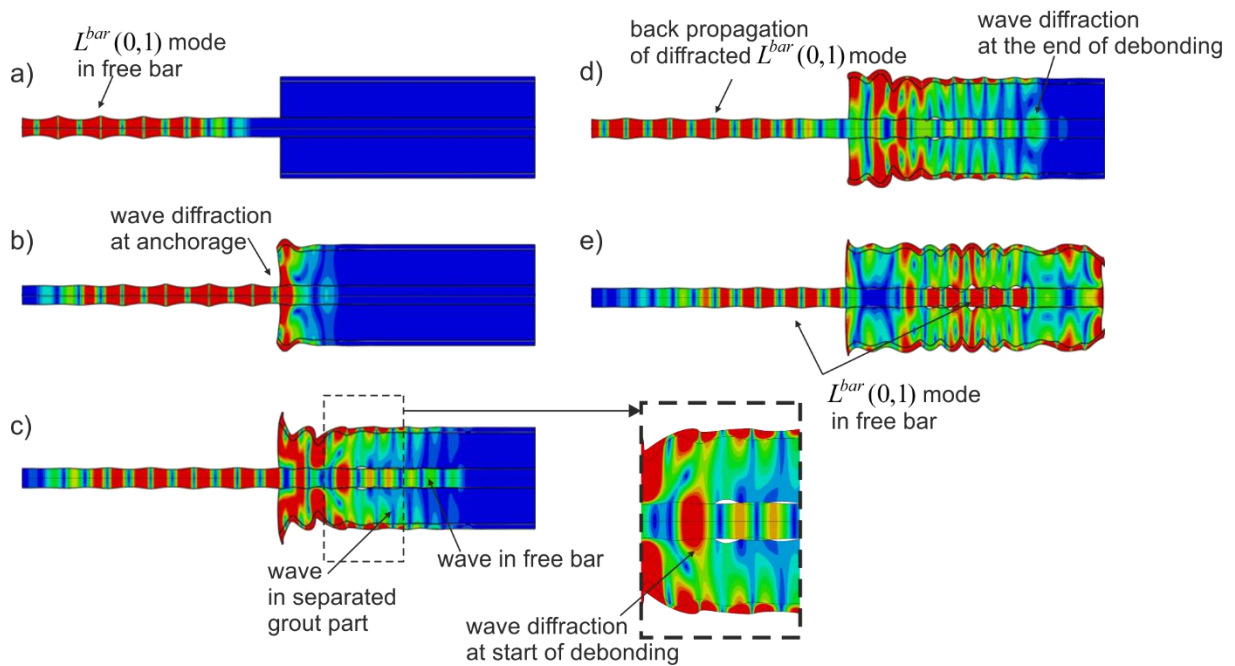 a)
L^bar (0,1) mode
in free bar
b)
wave diffraction
at anchorage
c)
wave
in separated
grout part
wave in free bar
wave diffraction
at start of debonding
d)
back propagation
of diffracted L^bar (0,1) mode
wave diffraction
at the end of debonding
e)
L^bar (0,1) mode
in free bar